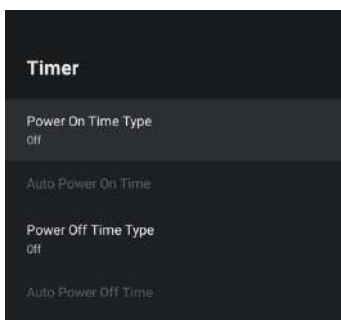 Timer
Power On Time Type
Off
Auto Power On Time
Power Off Time Type
Off
Auto Power Off Time